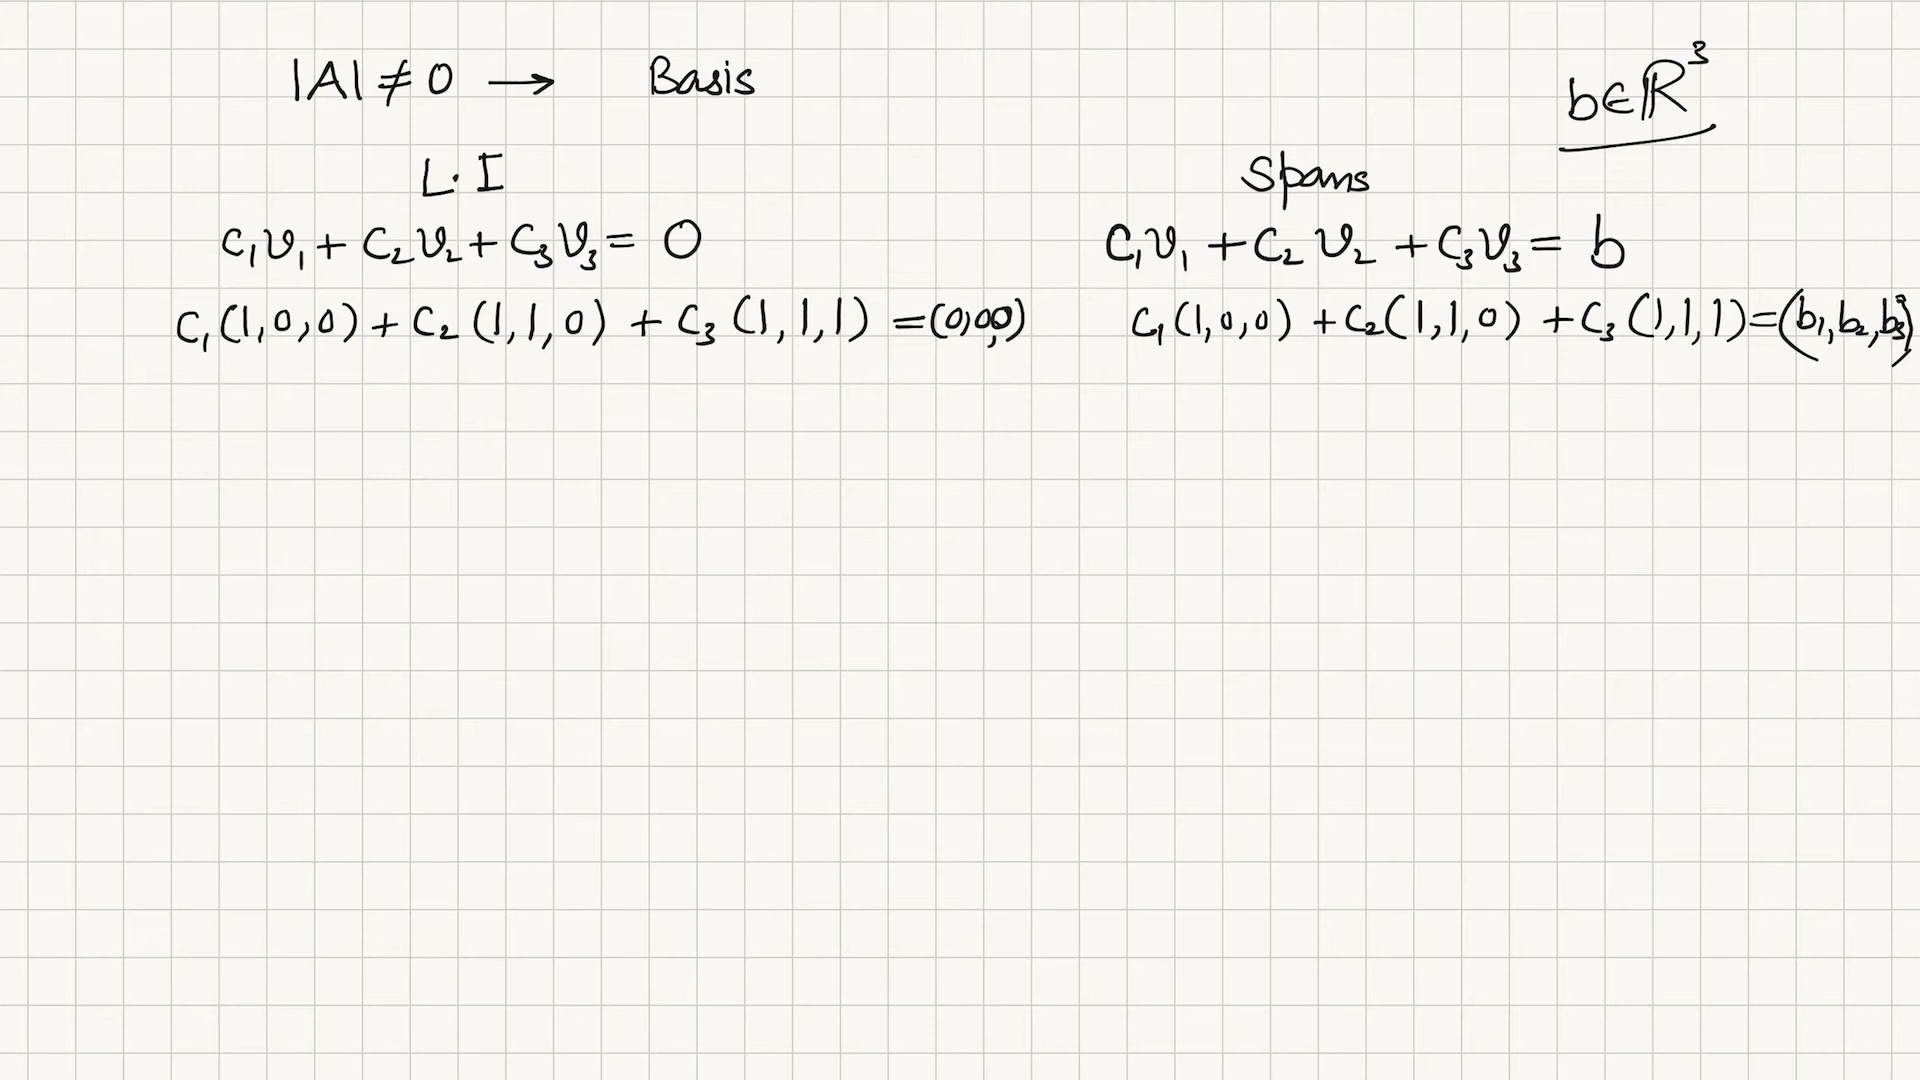 |A| ≠ 0 → Basis
b∈ℝ³
L.I
Spans
C₁v₁ + C₂v₂ + C₃v₃ = 0
C₁v₁ + C₂v₂ + C₃v₃ = b
C₁(1,0,0) + C₂(1,1,0) + C₃(1,1,1) = (0,0,0)
C₁(1,0,0) + C₂(1,1,0) + C₃(1,1,1) = (b₁,b₂,b₃)